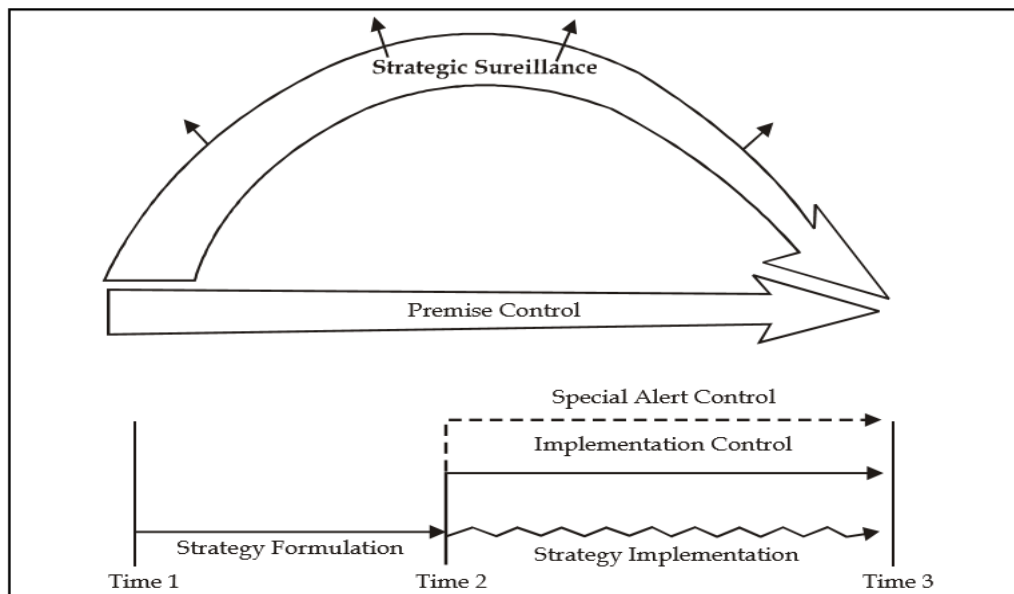 Strategic Sureillance
Premise Control
Special Alert Control
Implementation Control
Strategy Formulation
Strategy Implementation
Time 1
Time 2
Time 3